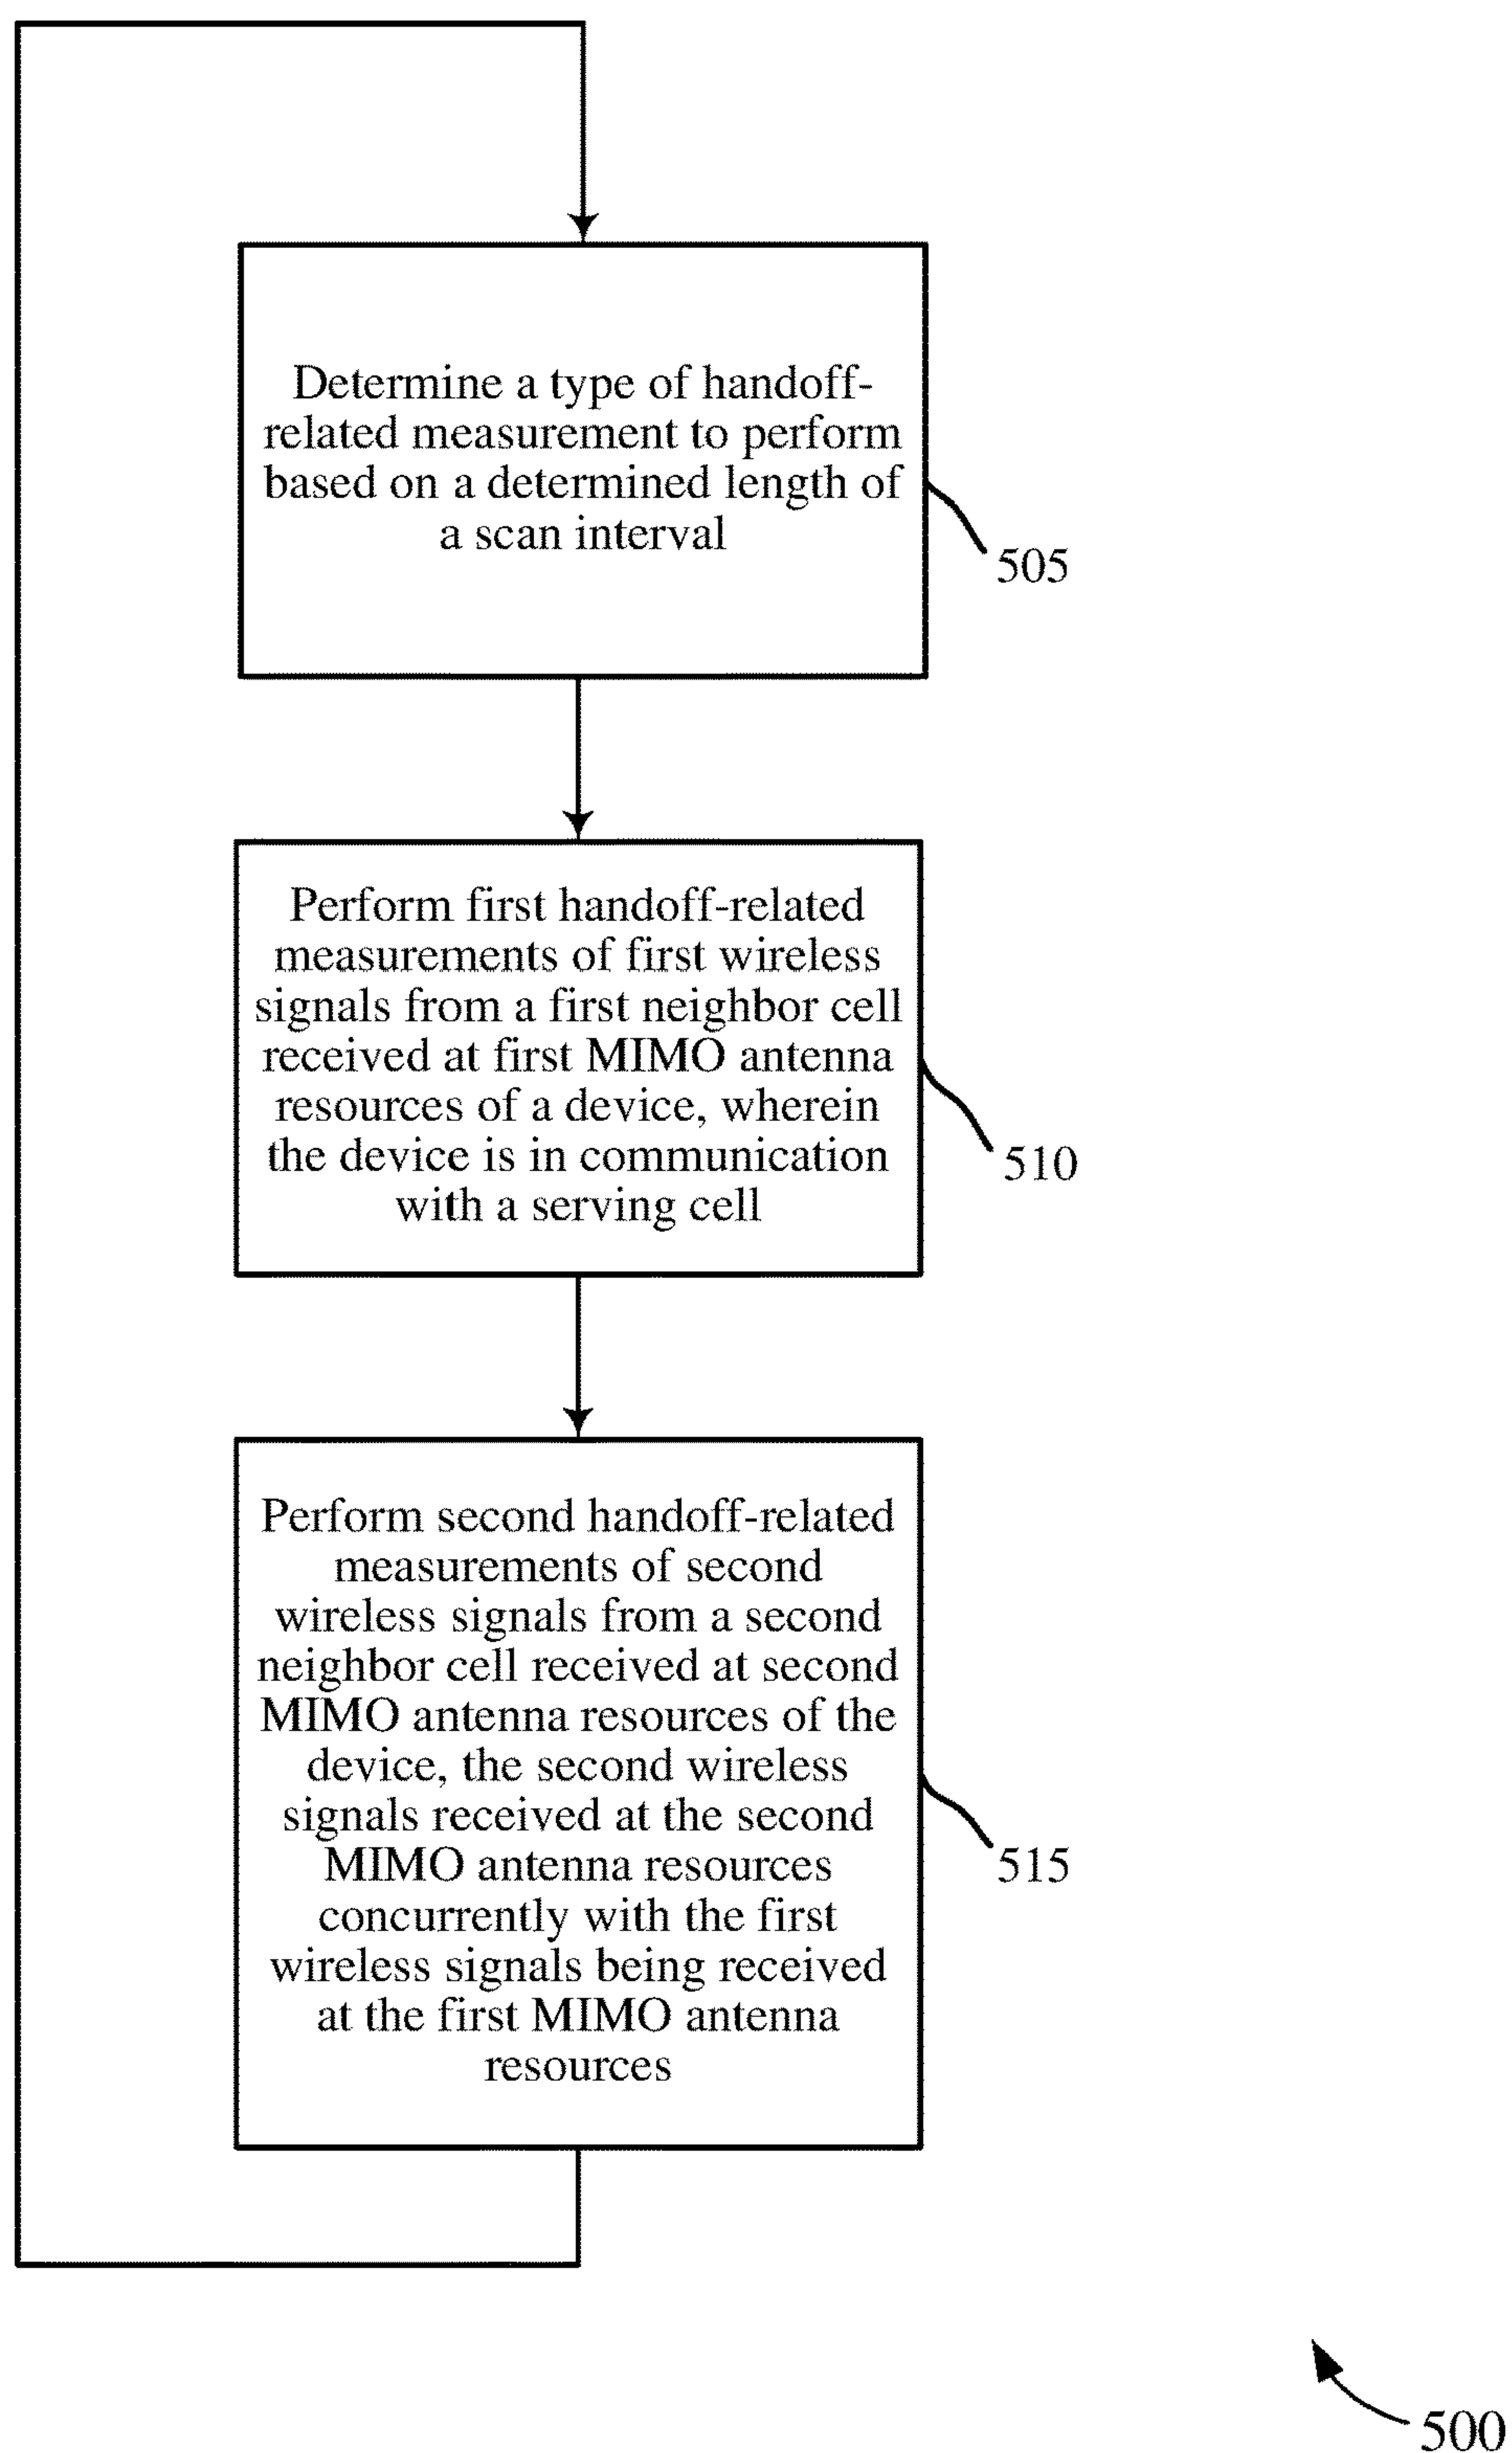 Determine a type of handoff-
related measurement to perform
based on a determined length of
a scan interval
505
Perform first handoff-related
measurements of first wireless
signals from a first neighbor cell
received at first MIMO antenna
resources of a device, wherein
the device is in communication
with a serving cell
510
Perform second handoff-related
measurements of second
wireless signals from a second
neighbor cell received at second
MIMO antenna resources of the
device, the second wireless
signals received at the second
MIMO antenna resources
concurrently with the first
wireless signals being received
at the first MIMO antenna
resources
515
500